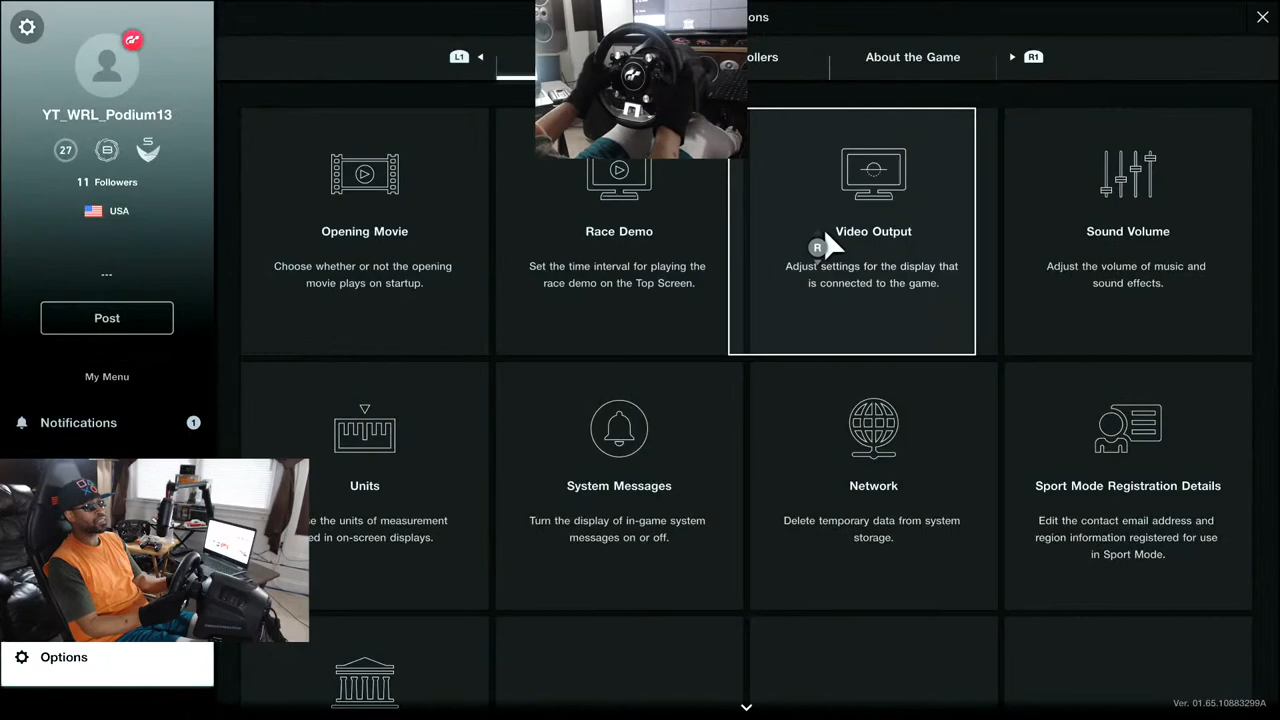 ons
L1
ollers
About the Game
R1
YT_WRL_Podium13
27
B
S
11 Followers
USA
---
Post
My Menu
Notifications
1
Options
Opening Movie
Choose whether or not the opening
movie plays on startup.
Race Demo
Set the time interval for playing the
race demo on the Top Screen.
R
Video Output
Adjust settings for the display that
is connected to the game.
Sound Volume
Adjust the volume of music and
sound effects.
Units
e the units of measurement
ed in on-screen displays.
System Messages
Turn the display of in-game system
messages on or off.
Network
Delete temporary data from system
storage.
Sport Mode Registration Details
Edit the contact email address and
region information registered for use
in Sport Mode.
Ver. 01.65.10883299A